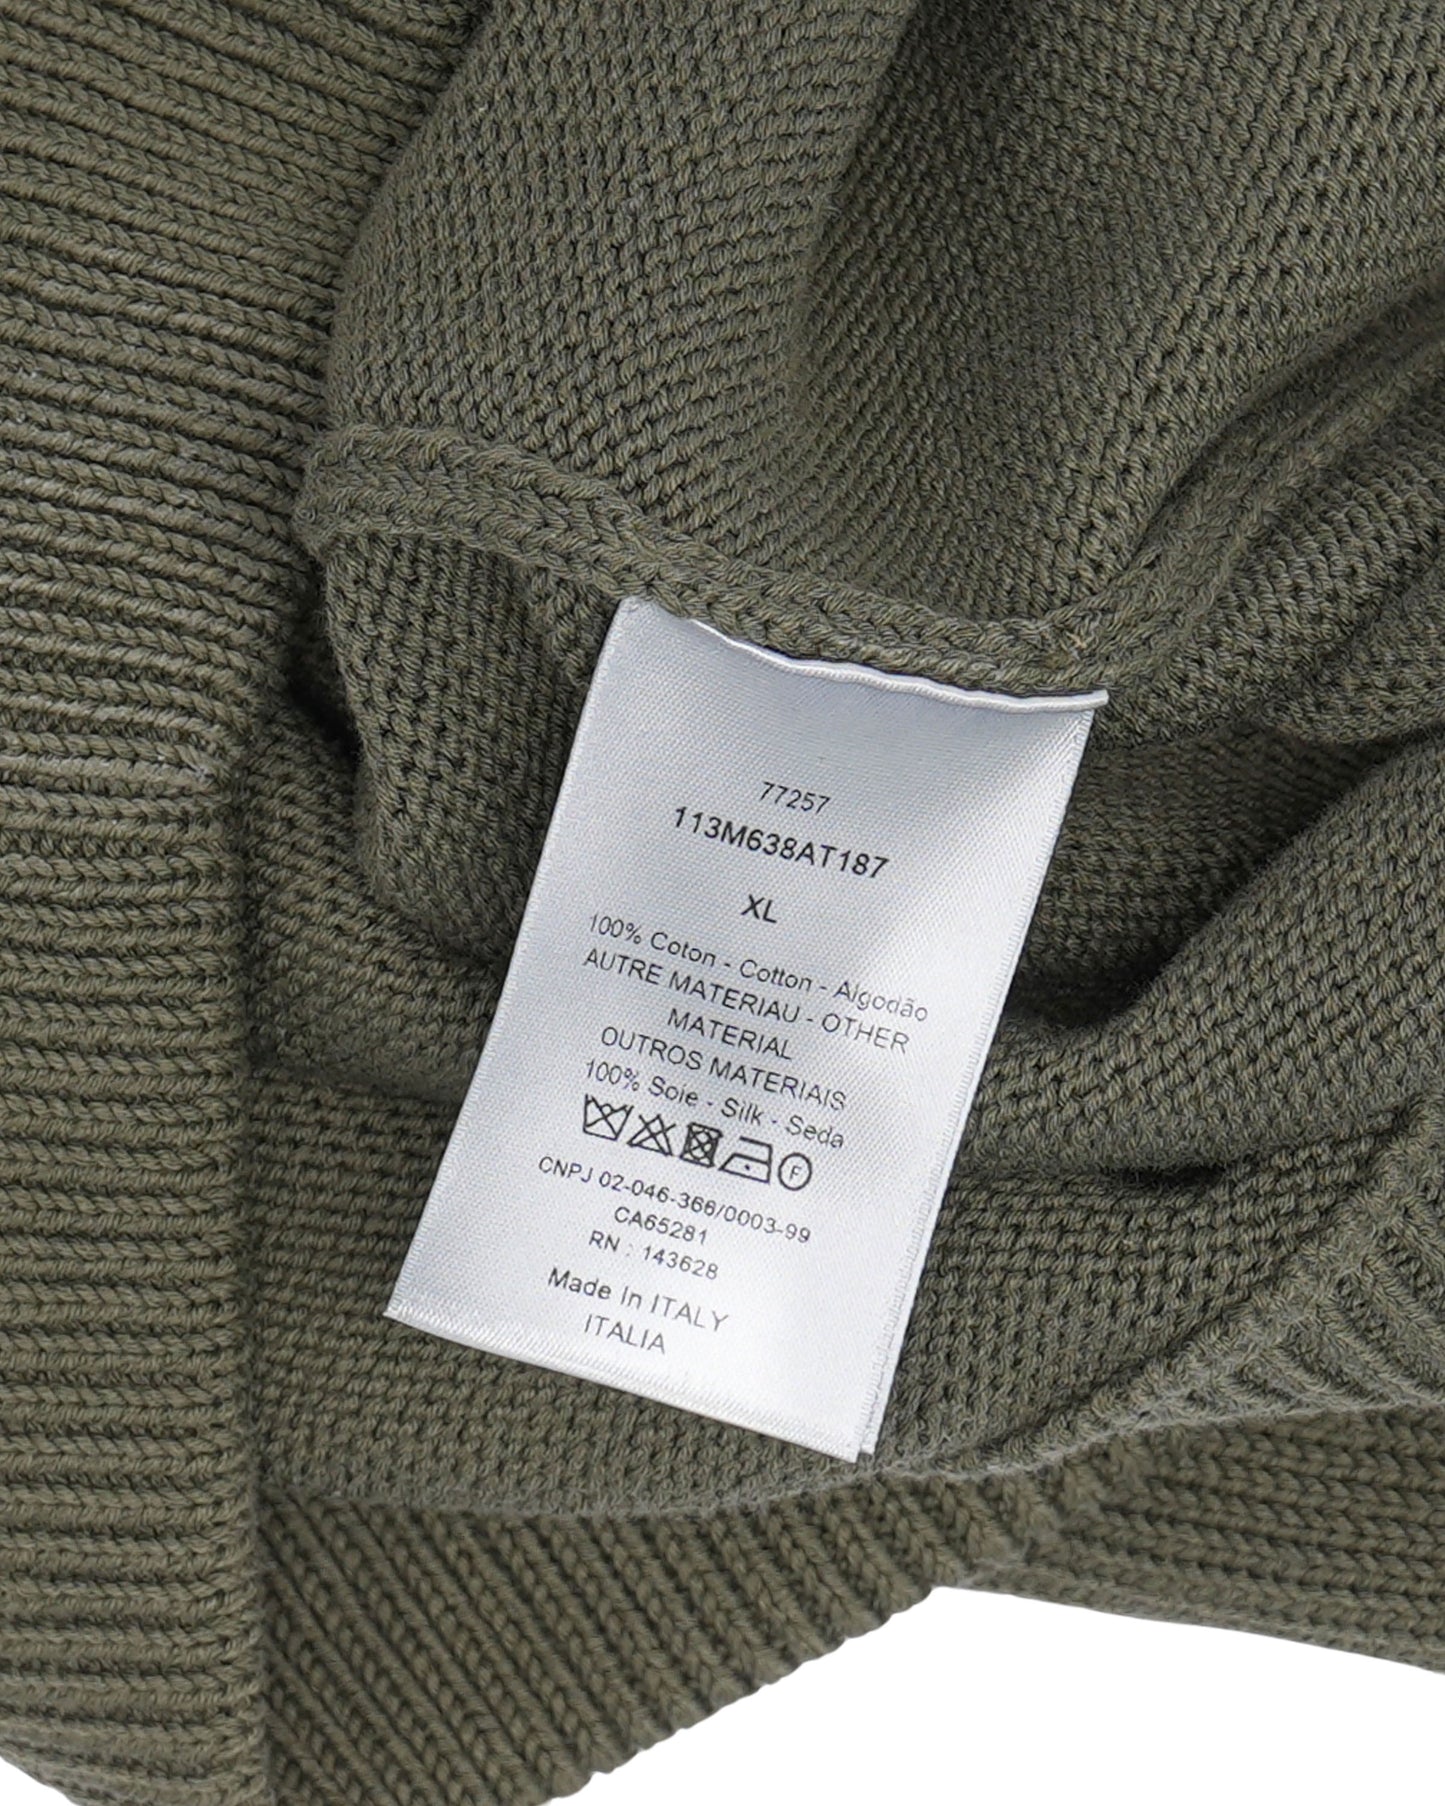 77257
113M638AT187
XL
100% Coton - Cotton - Algodão
AUTRE MATERIAU - OTHER
MATERIAL
OUTROS MATERIAIS
100% Soie - Silk - Seda
F
CNPJ 02-046-366/0003-99
CA65281
RN : 143628
Made In ITALY
ITALIA